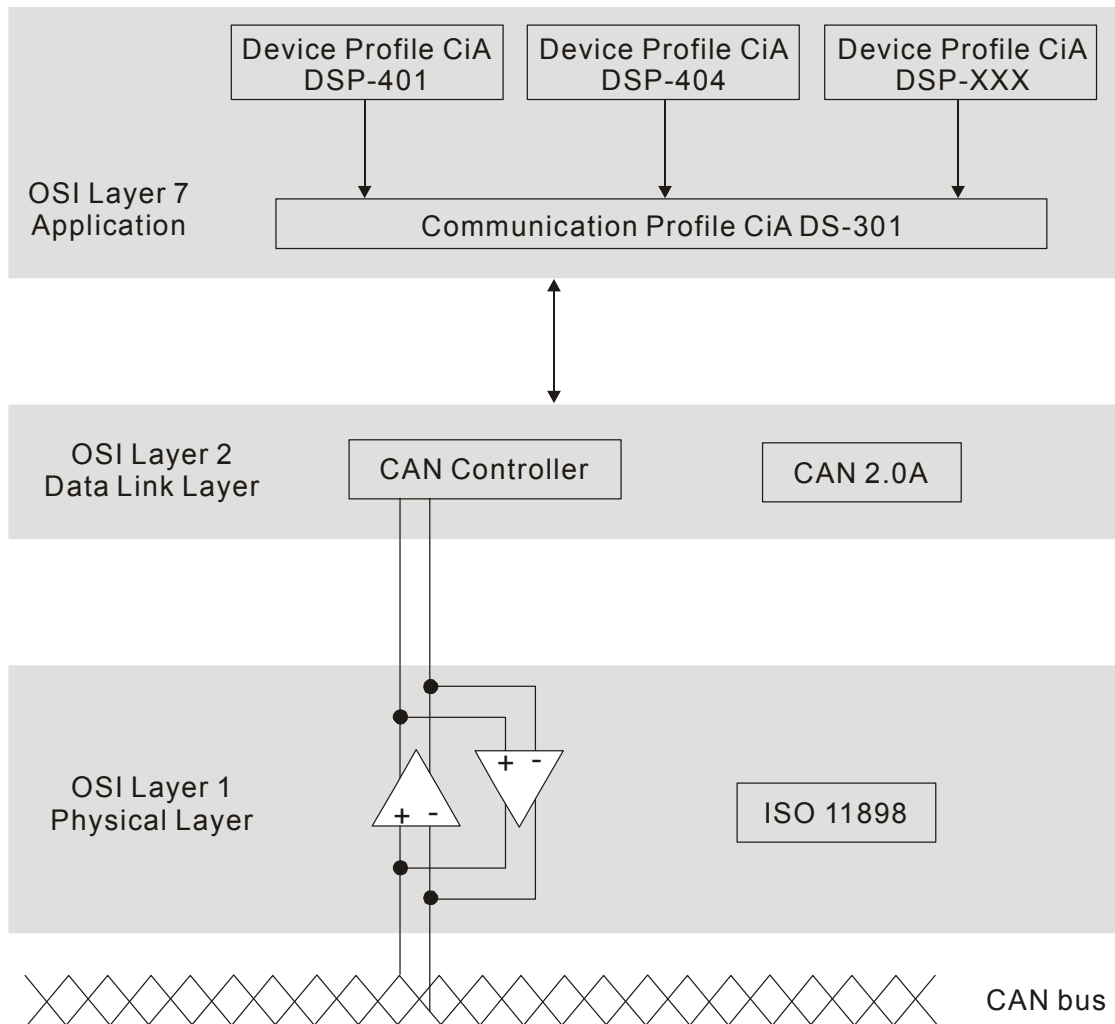 Device Profile CiA
DSP-401
Device Profile CiA
DSP-404
Device Profile CiA
DSP-XXX
OSI Layer 7
Application
Communication Profile CiA DS-301
OSI Layer 2
Data Link Layer
CAN Controller
CAN 2.0A
OSI Layer 1
Physical Layer
+ -
+ -
ISO 11898
CAN bus